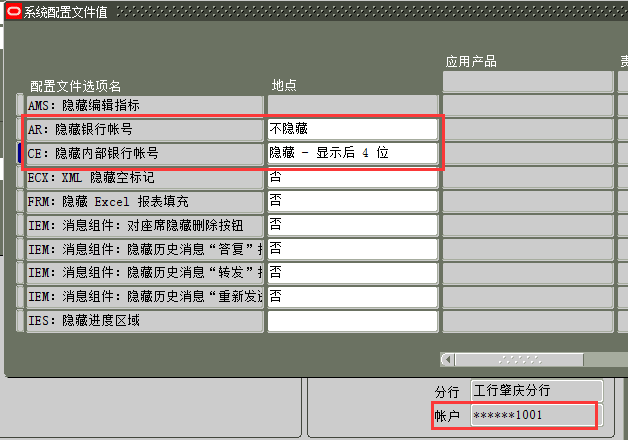 系统配置文件值
应用产品
责
配置文件选项名 地点
AMS: 隐藏编辑指标
AR: 隐藏银行帐号 不隐藏
CE: 隐藏内部银行帐号 隐藏 - 显示后 4 位
ECX: XML 隐藏空标记 否
FRM: 隐藏 Excel 报表填充 否
IEM: 消息组件: 对座席隐藏删除按钮 否
IEM: 消息组件: 隐藏历史消息“答复”按 否
IEM: 消息组件: 隐藏历史消息“转发”按 否
IEM: 消息组件: 隐藏历史消息“重新发送 否
IES: 隐藏进度区域
分行 工行肇庆分行
帐户 ******1001